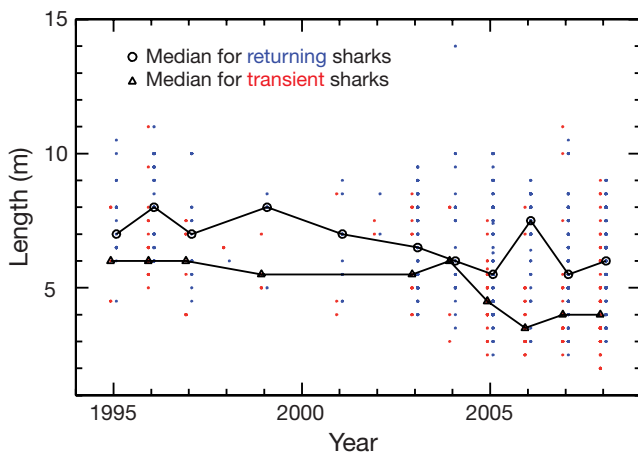 15
Median for returning sharks
Median for transient sharks
10
Length (m)
5
1995
2000
2005
Year